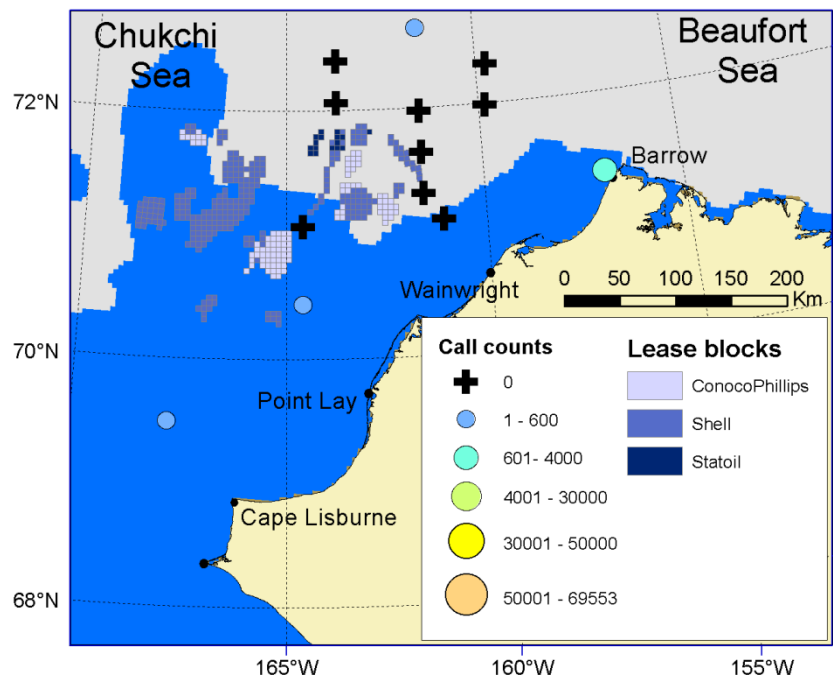 Chukchi
Sea
Beaufort
Sea
72°N
Barrow
Wainwright
0 50 100 150 200
Km
70°N
Point Lay
Cape Lisburne
68°N
Call counts
0
1 - 600
601- 4000
4001 - 30000
30001 - 50000
50001 - 69553
Lease blocks
ConocoPhillips
Shell
Statoil
165°W
160°W
155°W